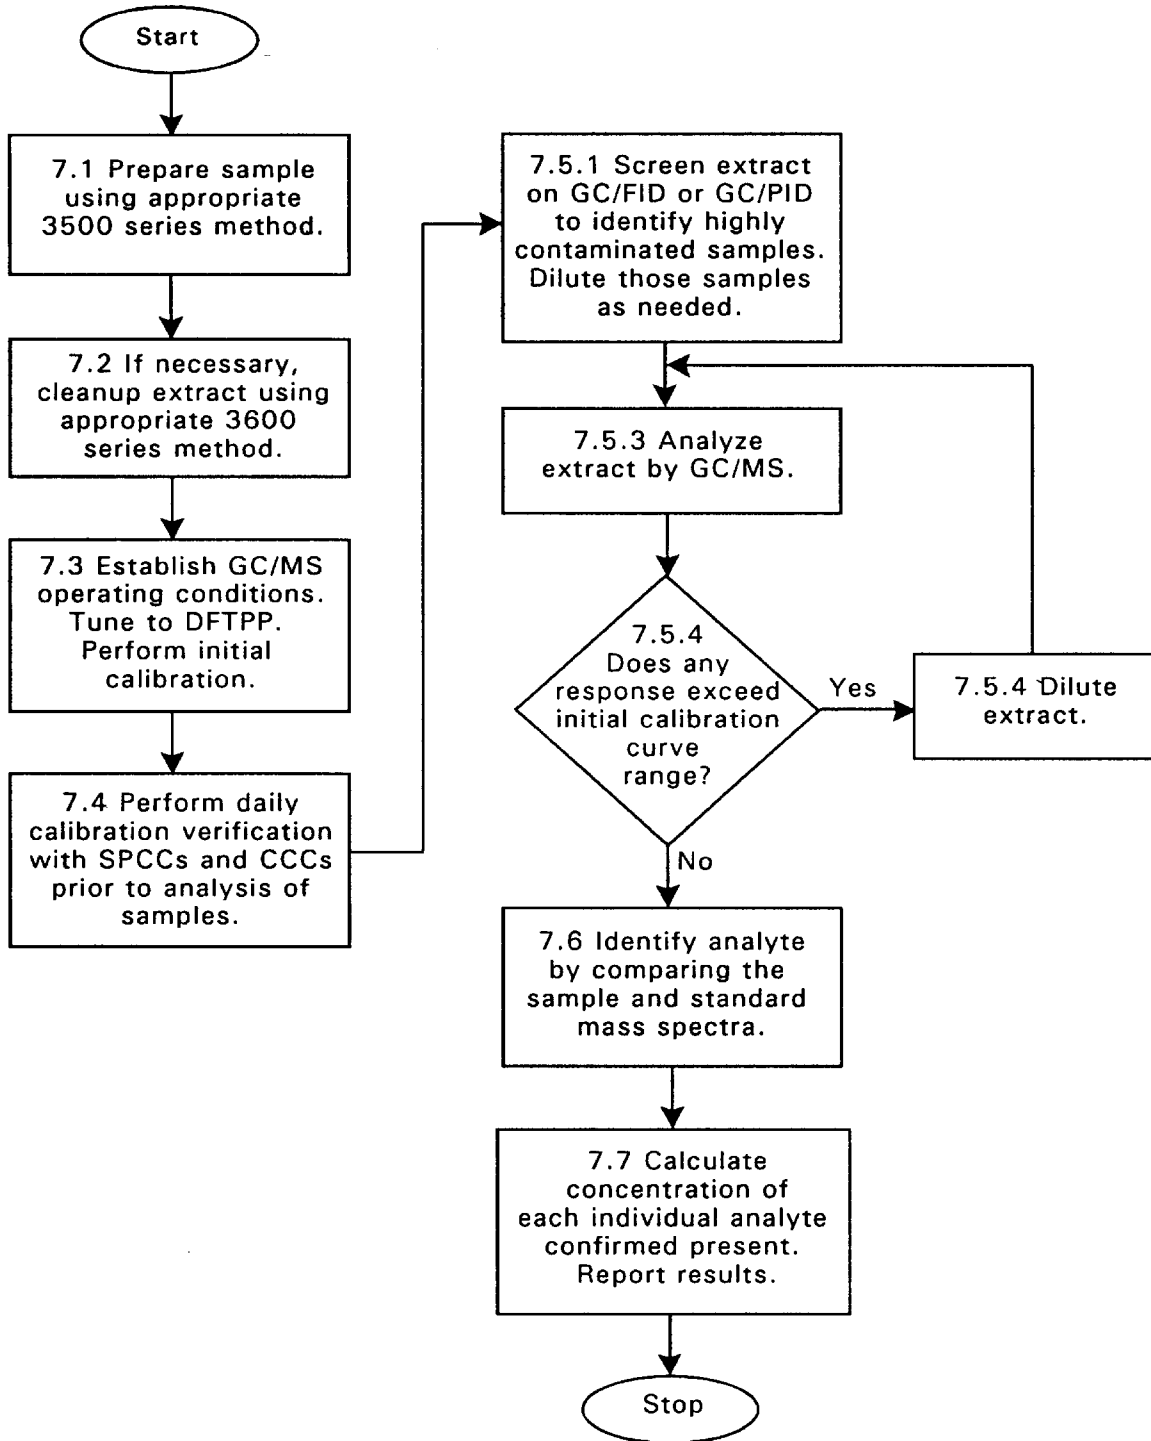 Start
7.1 Prepare sample
using appropriate
3500 series method.
7.2 If necessary,
cleanup extract using
appropriate 3600
series method.
7.3 Establish GC/MS
operating conditions.
Tune to DFTPP.
Perform initial
calibration.
7.4 Perform daily
calibration verification
with SPCCs and CCCs
prior to analysis of
samples.
7.5.1 Screen extract
on GC/FID or GC/PID
to identify highly
contaminated samples.
Dilute those samples
as needed.
7.5.3 Analyze
extract by GC/MS.
7.5.4
Does any
response exceed
initial calibration
curve
range?
Yes
7.5.4 Dilute
extract.
No
7.6 Identify analyte
by comparing the
sample and standard
mass spectra.
7.7 Calculate
concentration of
each individual analyte
confirmed present.
Report results.
Stop